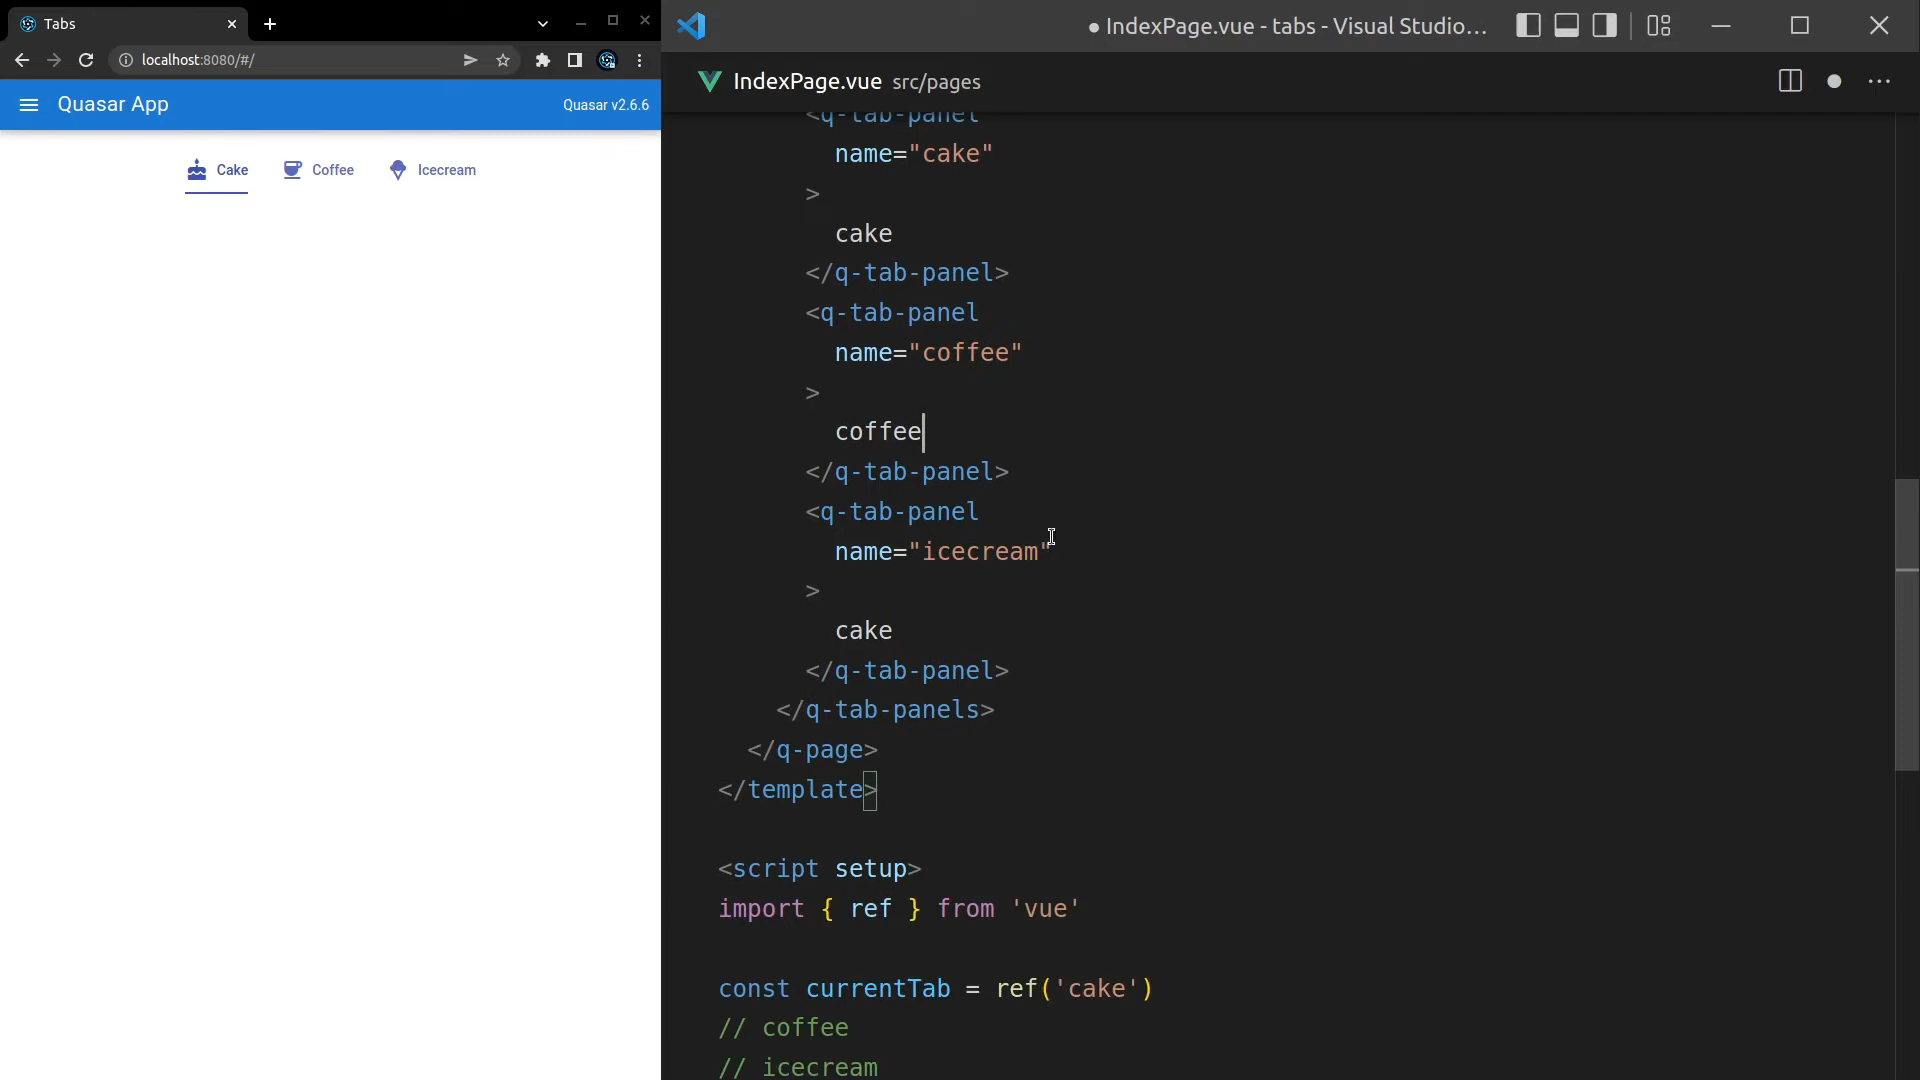 Tabs
localhost:8080/#/
Quasar App
Quasar v2.6.6
Cake
Coffee
Icecream
● IndexPage.vue - tabs - Visual Studio...
IndexPage.vue src/pages
<q-tab-panel
name="cake"
>
cake
</q-tab-panel>
<q-tab-panel
name="coffee"
>
coffee
</q-tab-panel>
<q-tab-panel
name="icecream"
>
cake
</q-tab-panel>
</q-tab-panels>
</q-page>
</template>
<script setup>
import { ref } from 'vue'
const currentTab = ref('cake')
// coffee
// icecream